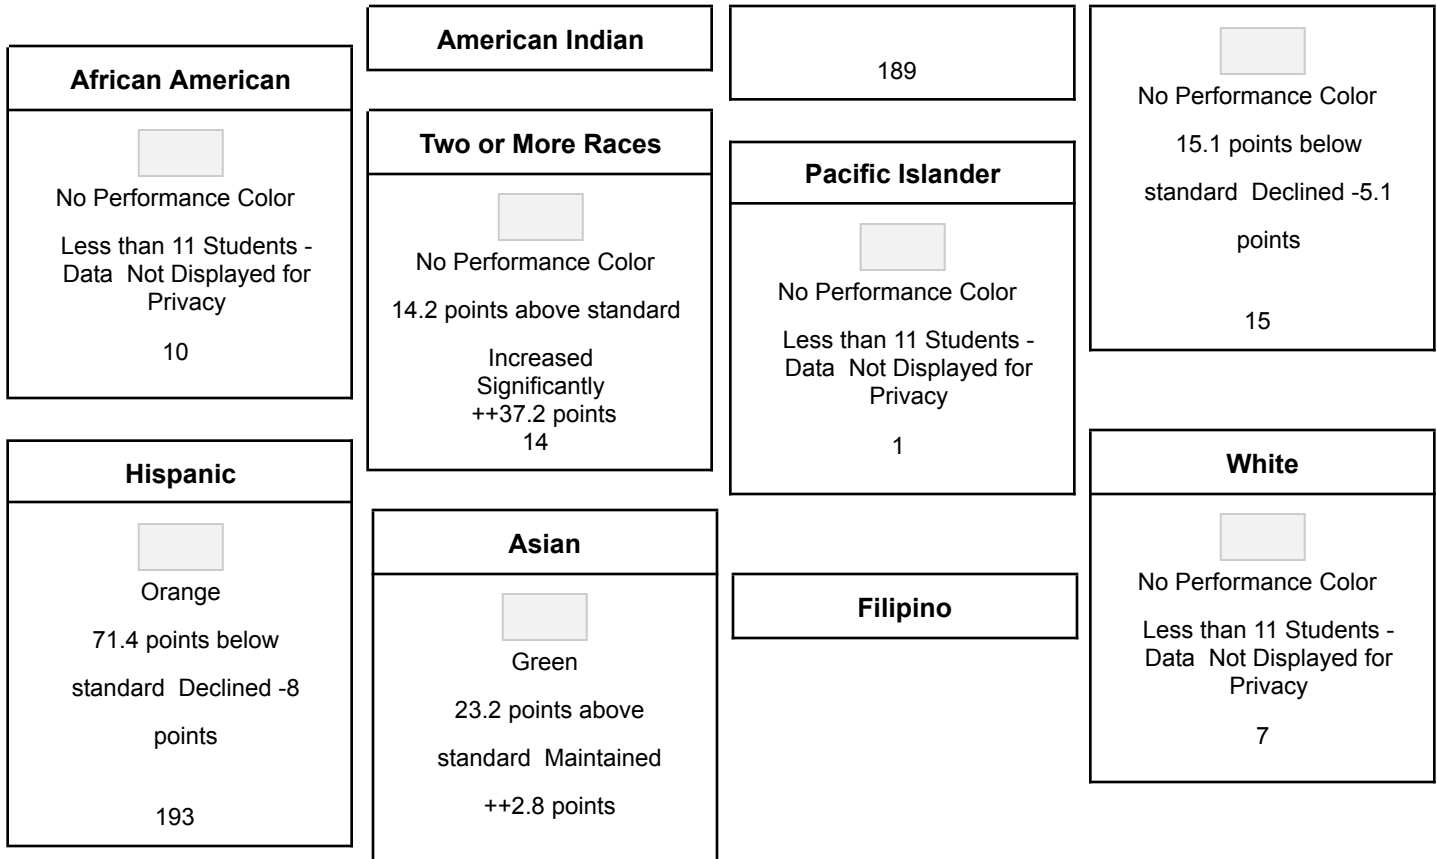 African American
No Performance Color
Less than 11 Students -
Data  Not Displayed for
Privacy
10
Hispanic
Orange
71.4 points below
standard  Declined -8
points
193
American Indian
Two or More Races
No Performance Color
14.2 points above standard
Increased
Significantly
++37.2 points
14
Asian
Green
23.2 points above
standard  Maintained
++2.8 points
189
Pacific Islander
No Performance Color
Less than 11 Students -
Data  Not Displayed for
Privacy
1
Filipino
No Performance Color
15.1 points below
standard  Declined -5.1
points
15
White
No Performance Color
Less than 11 Students -
Data  Not Displayed for
Privacy
7